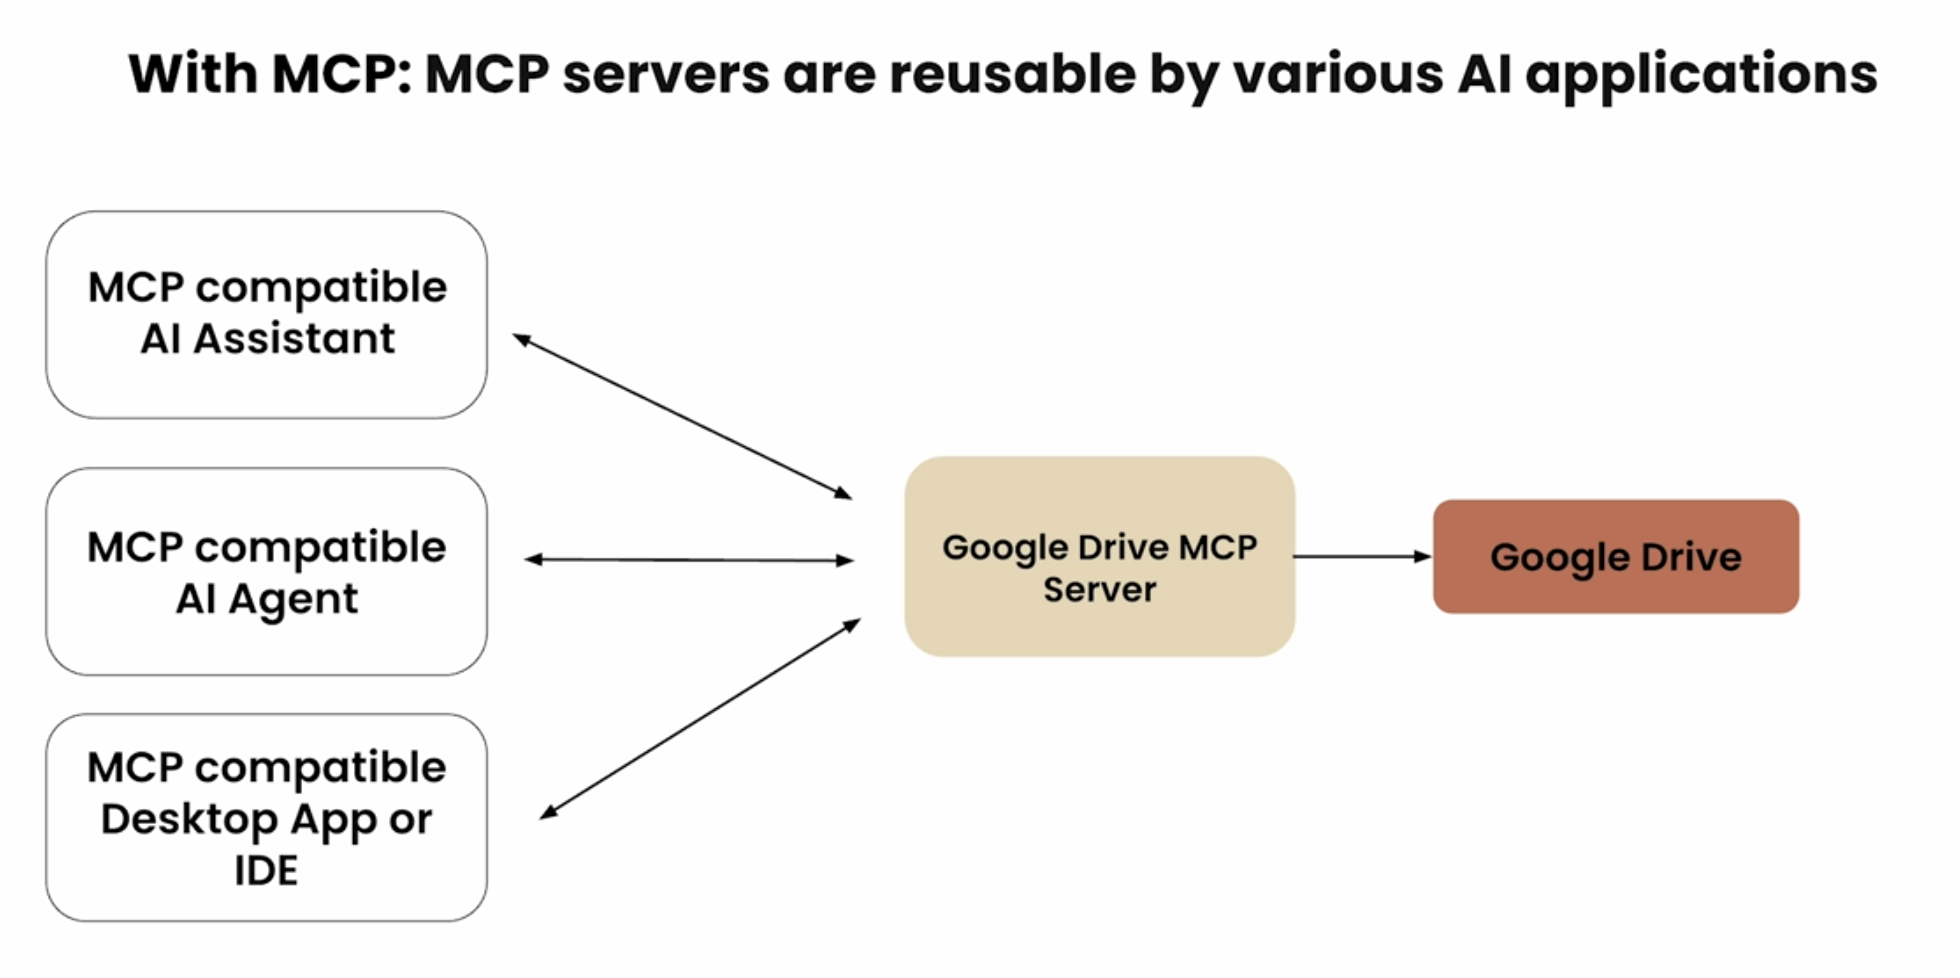 With MCP: MCP servers are reusable by various AI applications
MCP compatible
AI Assistant
MCP compatible
AI Agent
MCP compatible
Desktop App or
IDE
Google Drive MCP
Server
Google Drive